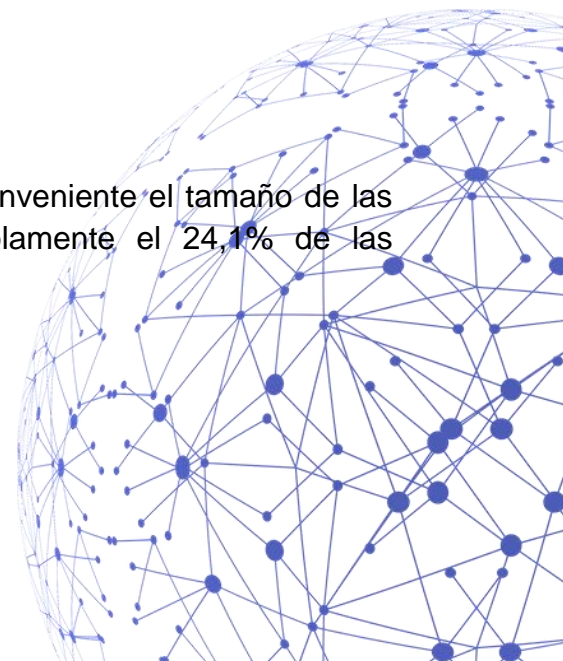 nveniente el tamaño de las
lamente el 24,1% de las